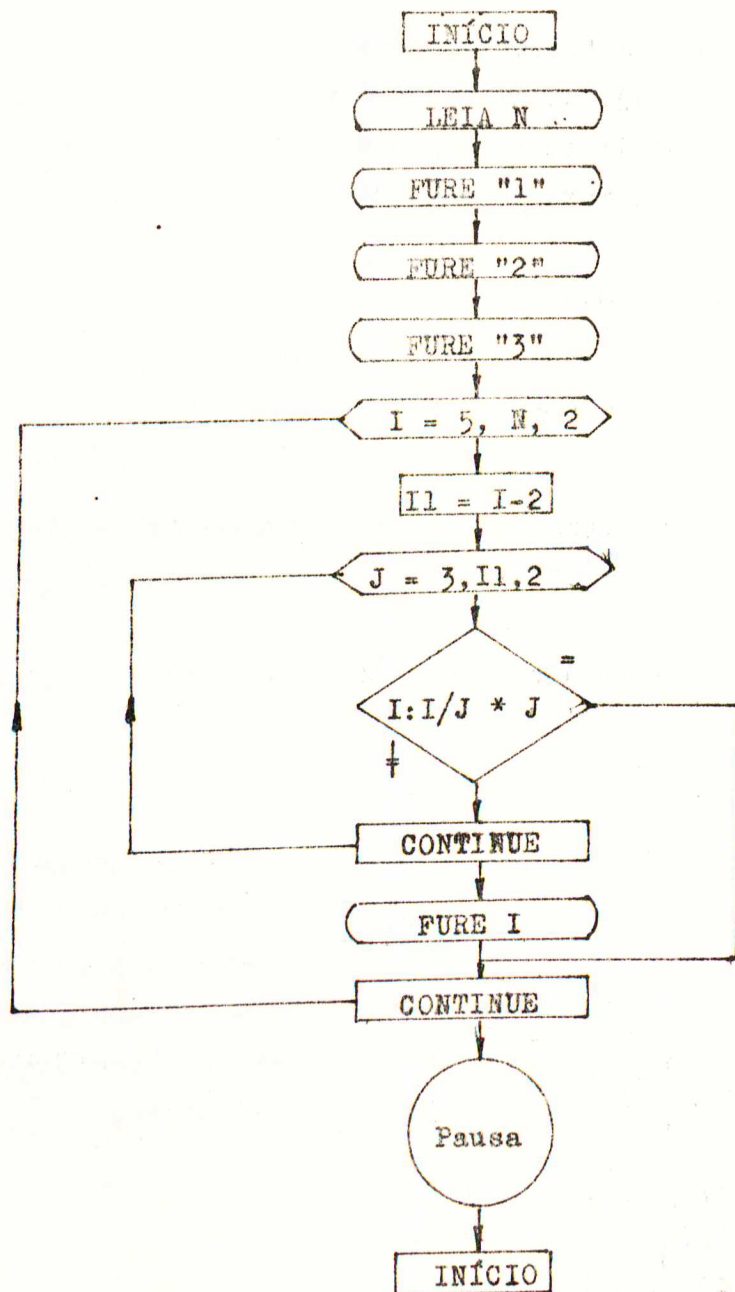 INÍCIO
LEIA N
FURE "1"
FURE "2"
FURE "3"
I = 5, N, 2
I1 = I-2
J = 3,I1,2
=
I:I/J * J
≠
CONTINUE
FURE I
CONTINUE
Pausa
INÍCIO